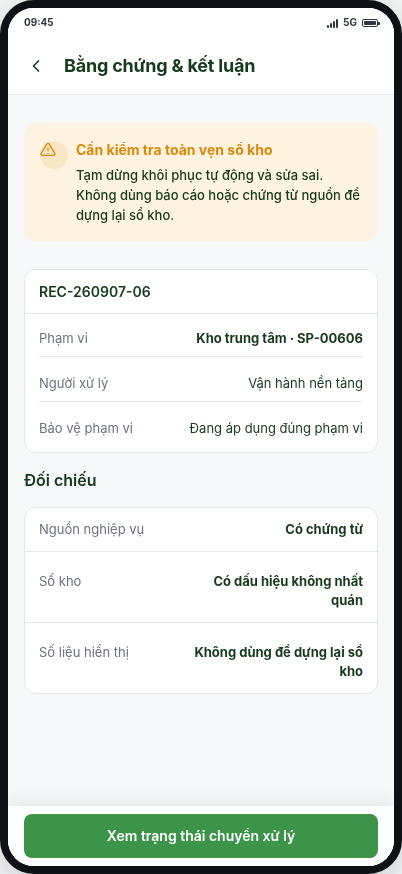 09:45
5G
Bằng chứng & kết luận
Cần kiểm tra toàn vẹn sổ kho
Tạm dừng khôi phục tự động và sửa sai.
Không dùng báo cáo hoặc chứng từ nguồn để
dựng lại sổ kho.
REC-260907-06
Phạm vi
Kho trung tâm · SP-00606
Người xử lý
Vận hành nền tảng
Bảo vệ phạm vi
Đang áp dụng đúng phạm vi
Đối chiếu
Nguồn nghiệp vụ
Có chứng từ
Sổ kho
Có dấu hiệu không nhất
quán
Số liệu hiển thị
Không dùng để dựng lại sổ
kho
Xem trạng thái chuyển xử lý